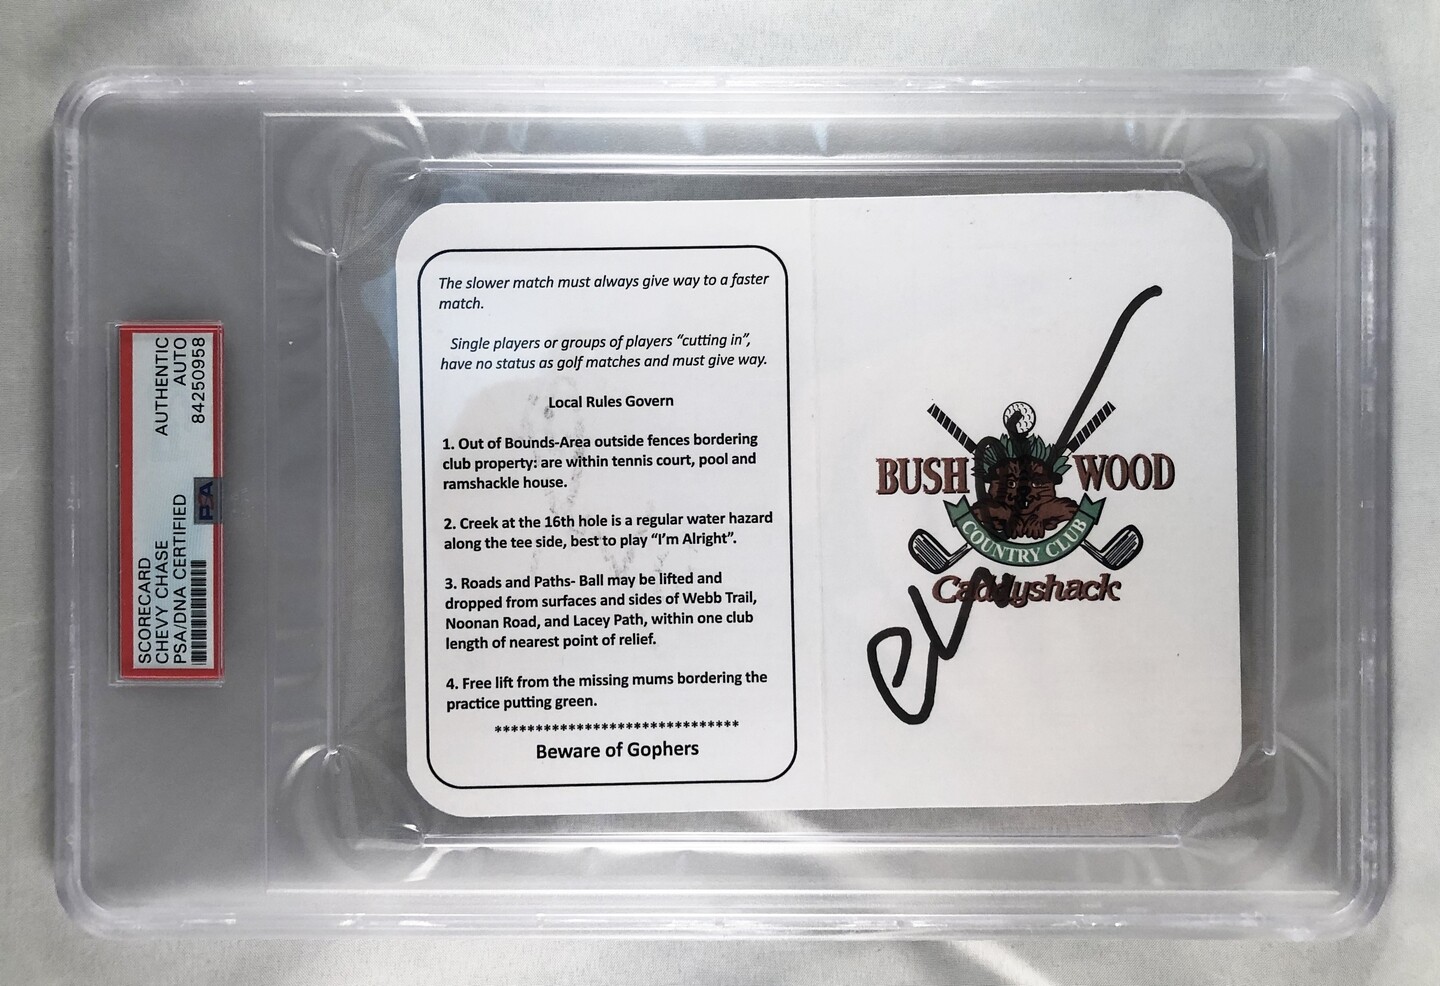 SCORECARD
CHEVY CHASE
PSA/DNA CERTIFIED
AUTHENTIC
AUTO
84250958
PSA
The slower match must always give way to a faster
match.
Single players or groups of players “cutting in”,
have no status as golf matches and must give way.
Local Rules Govern
1. Out of Bounds-Area outside fences bordering
club property: are within tennis court, pool and
ramshackle house.
2. Creek at the 16th hole is a regular water hazard
along the tee side, best to play “I’m Alright”.
3. Roads and Paths- Ball may be lifted and
dropped from surfaces and sides of Webb Trail,
Noonan Road, and Lacey Path, within one club
length of nearest point of relief.
4. Free lift from the missing mums bordering the
practice putting green.
******************************
Beware of Gophers
BUSH WOOD
COUNTRY CLUB
Caddyshack